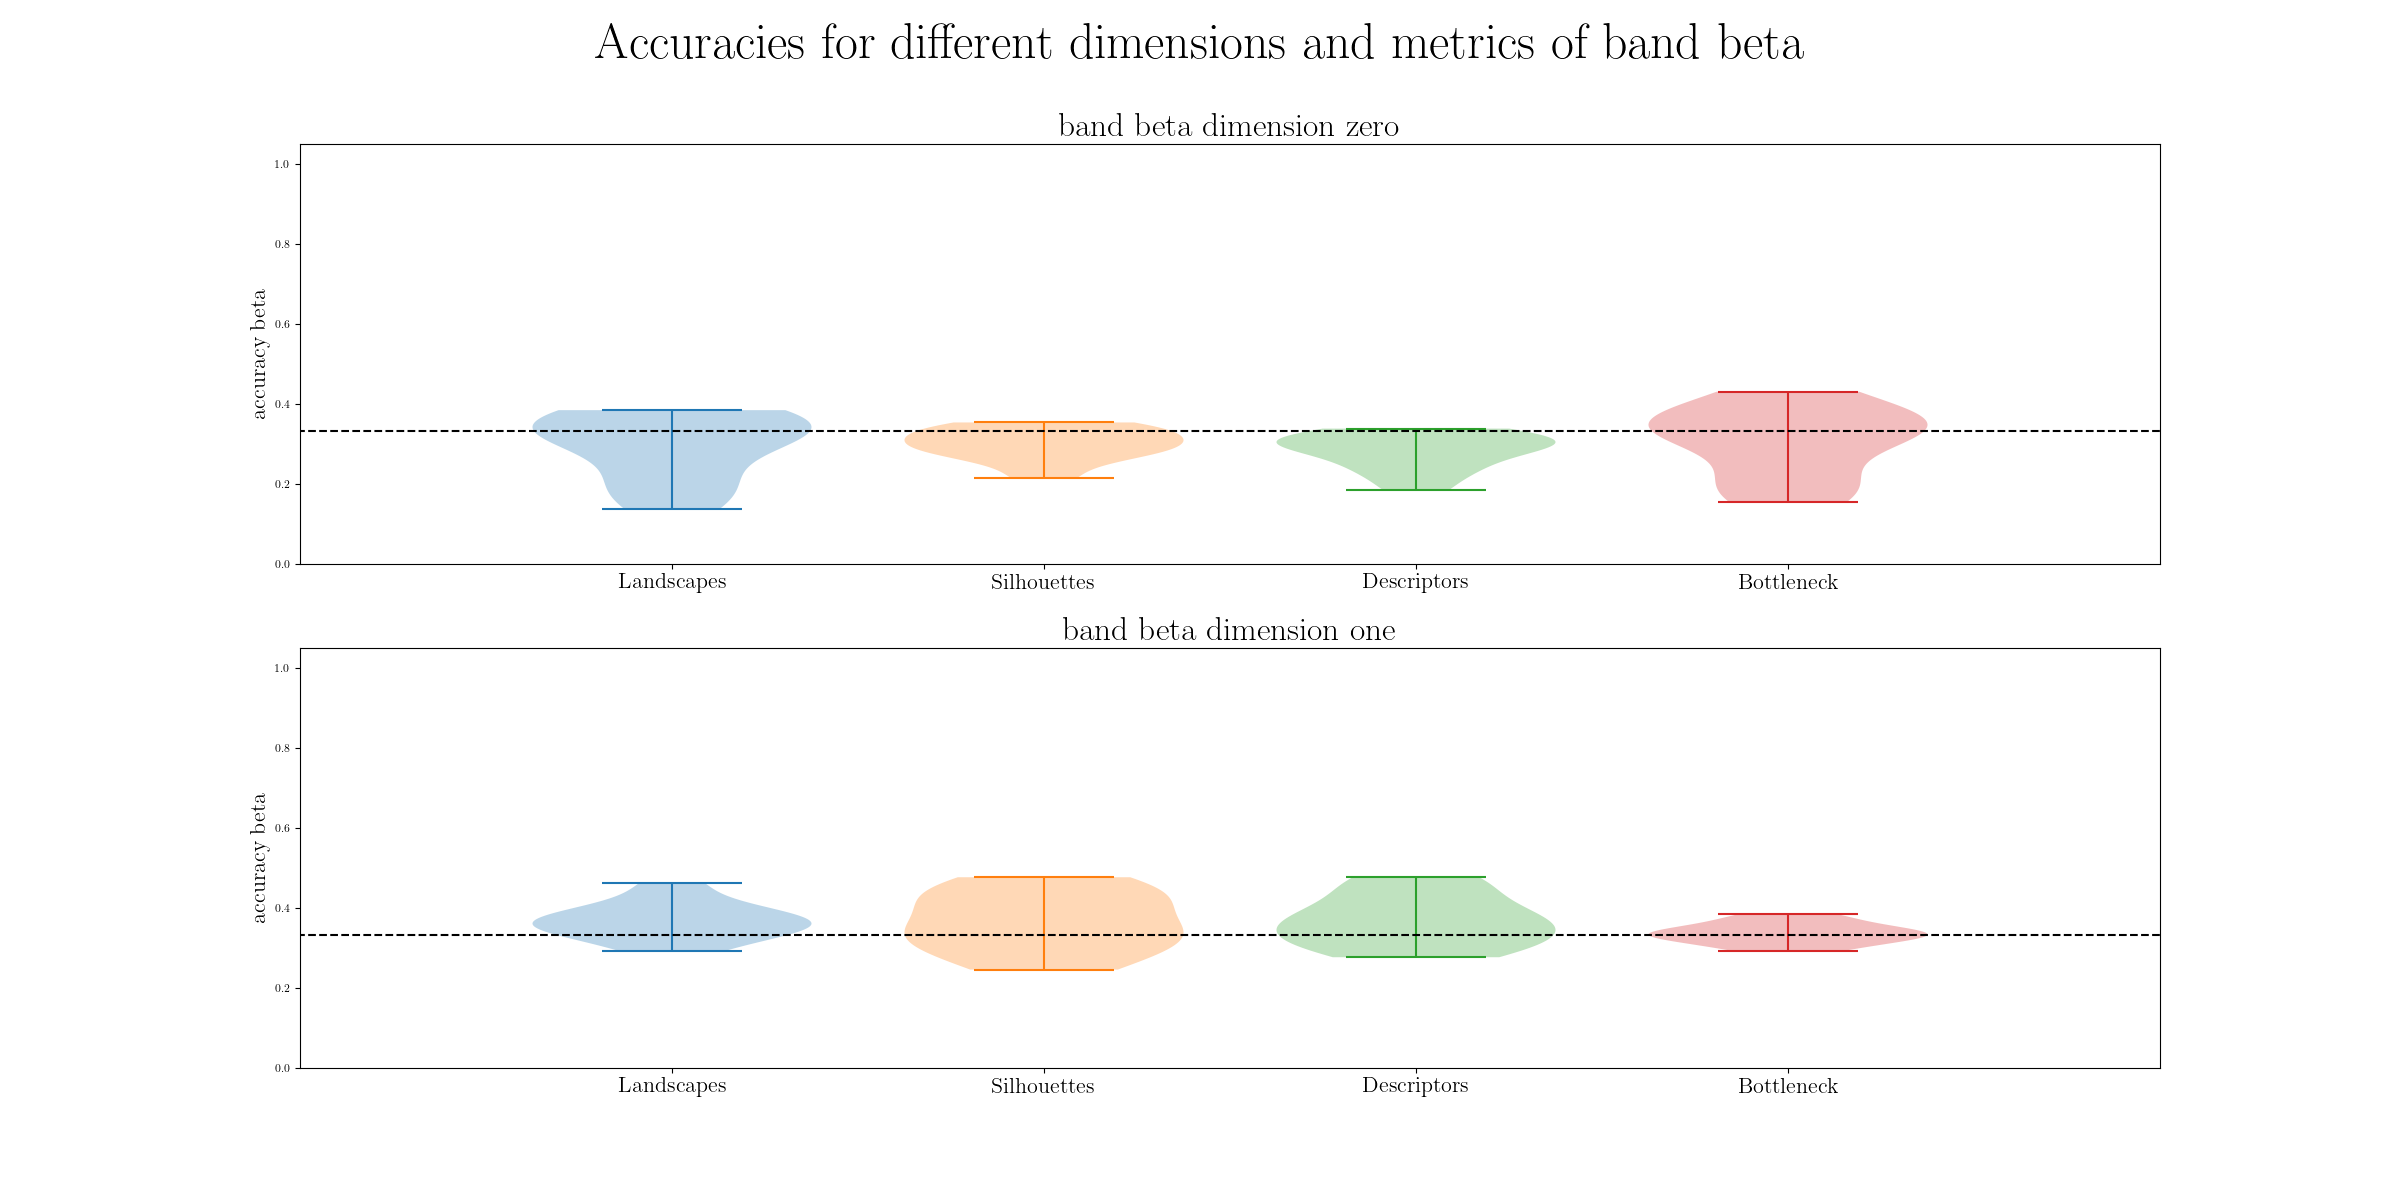 Accuracies for different dimensions and metrics of band beta
band beta dimension zero
accuracy beta
1.0
0.8
0.6
0.4
0.2
0.0
Landscapes Silhouettes Descriptors Bottleneck
band beta dimension one
accuracy beta
1.0
0.8
0.6
0.4
0.2
0.0
Landscapes Silhouettes Descriptors Bottleneck